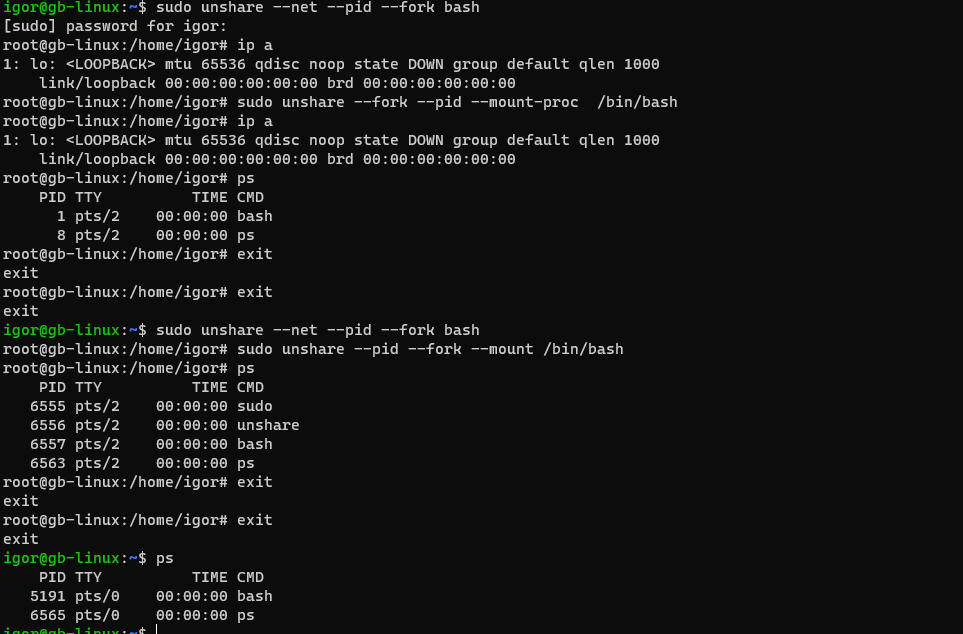 igor@gb-linux:~$ sudo unshare --net --pid --fork bash
[sudo] password for igor:
root@gb-linux:/home/igor# ip a
1: lo: <LOOPBACK> mtu 65536 qdisc noop state DOWN group default qlen 1000
    link/loopback 00:00:00:00:00:00 brd 00:00:00:00:00:00
root@gb-linux:/home/igor# sudo unshare --fork --pid --mount-proc  /bin/bash
root@gb-linux:/home/igor# ip a
1: lo: <LOOPBACK> mtu 65536 qdisc noop state DOWN group default qlen 1000
    link/loopback 00:00:00:00:00:00 brd 00:00:00:00:00:00
root@gb-linux:/home/igor# ps
    PID TTY          TIME CMD
      1 pts/2    00:00:00 bash
      8 pts/2    00:00:00 ps
root@gb-linux:/home/igor# exit
exit
root@gb-linux:/home/igor# exit
exit
igor@gb-linux:~$ sudo unshare --net --pid --fork bash
root@gb-linux:/home/igor# sudo unshare --pid --fork --mount /bin/bash
root@gb-linux:/home/igor# ps
    PID TTY          TIME CMD
   6555 pts/2    00:00:00 sudo
   6556 pts/2    00:00:00 unshare
   6557 pts/2    00:00:00 bash
   6563 pts/2    00:00:00 ps
root@gb-linux:/home/igor# exit
exit
root@gb-linux:/home/igor# exit
exit
igor@gb-linux:~$ ps
    PID TTY          TIME CMD
   5191 pts/0    00:00:00 bash
   6565 pts/0    00:00:00 ps
igor@gb-linux:~$